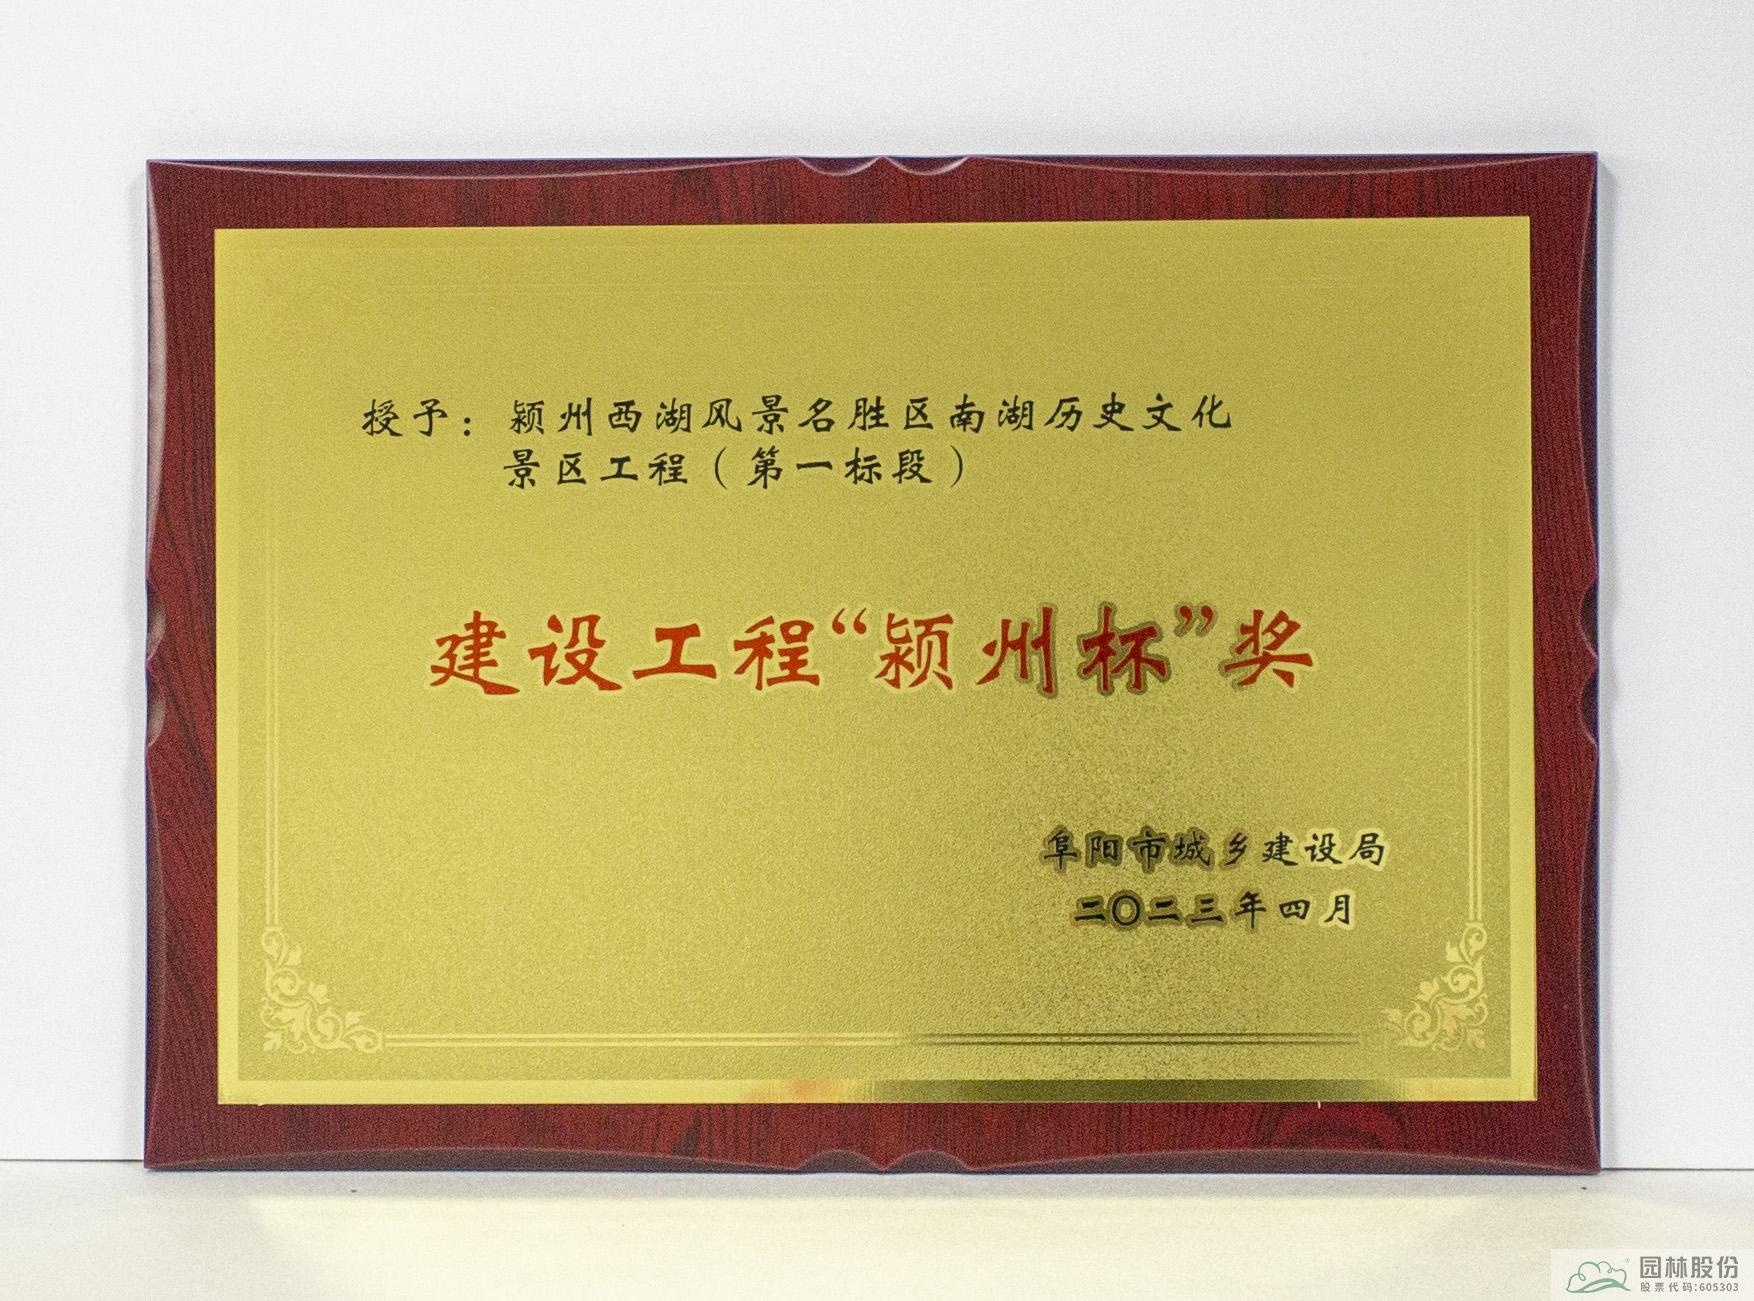 授予：颍州西湖风景名胜区南湖历史文化
景区工程（第一标段）
建设工程“颍州杯”奖
阜阳市城乡建设局
二〇二三年四月
园林股份
股票代码:605303